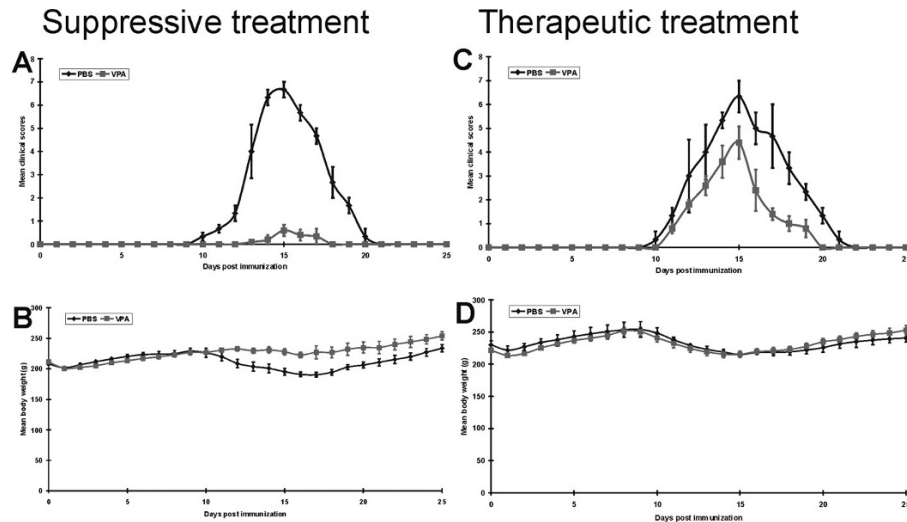 Suppressive treatment
Therapeutic treatment
A
PBS VPA
Mean clinical scores
8
7
6
5
4
3
2
1
0
0 5 10 15 20 25
Days post immunization
C
PBS VPA
Mean clinical scores
8
7
6
5
4
3
2
1
0
0 5 10 15 20 25
Days post immunization
B
PBS VPA
Mean body weight (g)
300
250
200
150
100
50
0
0 5 10 15 20 25
Days post immunization
D
PBS VPA
Mean body weight (g)
300
250
200
150
100
50
0
0 5 10 15 20 25
Days post immunization